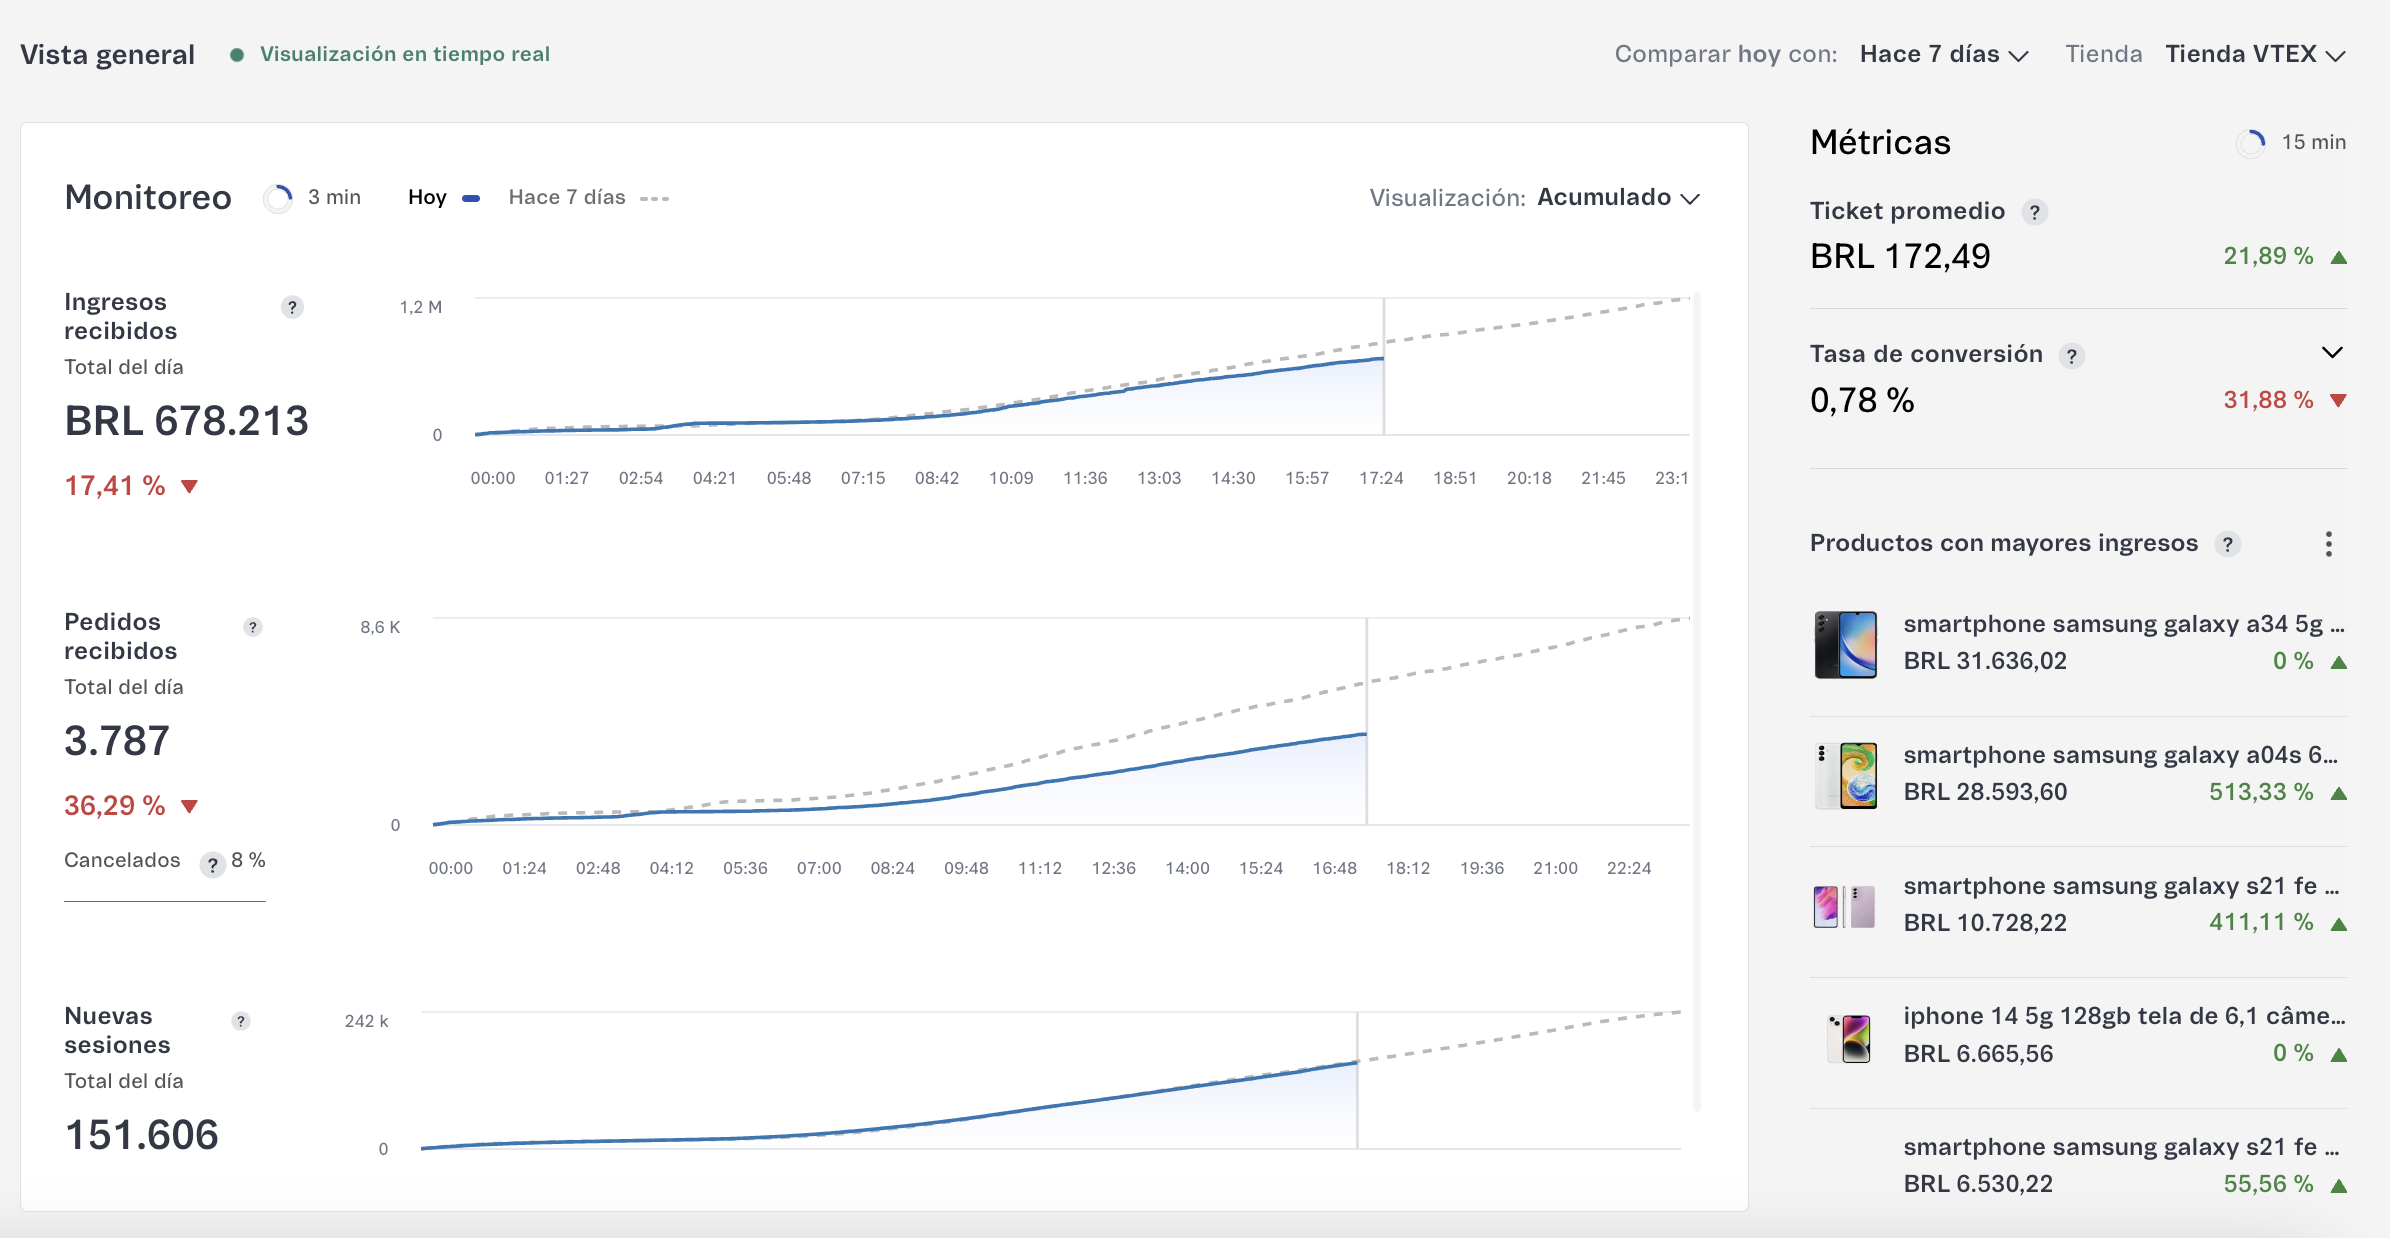 Vista general
Visualización en tiempo real
Comparar hoy con: Hace 7 días
Tienda Tienda VTEX
Monitoreo
3 min
Hoy
Hace 7 días
Visualización: Acumulado
Ingresos
recibidos
?
Total del día
BRL 678.213
17,41 %
1,2 M
0
00:00 01:27 02:54 04:21 05:48 07:15 08:42 10:09 11:36 13:03 14:30 15:57 17:24 18:51 20:18 21:45 23:1
Pedidos
recibidos
?
Total del día
3.787
36,29 %
Cancelados ? 8 %
8,6 K
0
00:00 01:24 02:48 04:12 05:36 07:00 08:24 09:48 11:12 12:36 14:00 15:24 16:48 18:12 19:36 21:00 22:24
Nuevas
sesiones
?
Total del día
151.606
242 k
0
Métricas
15 min
Ticket promedio ?
BRL 172,49
21,89 %
Tasa de conversión ?
0,78 %
31,88 %
Productos con mayores ingresos ?
smartphone samsung galaxy a34 5g ...
BRL 31.636,02
0 %
smartphone samsung galaxy a04s 6...
BRL 28.593,60
513,33 %
smartphone samsung galaxy s21 fe ...
BRL 10.728,22
411,11 %
iphone 14 5g 128gb tela de 6,1 câme...
BRL 6.665,56
0 %
smartphone samsung galaxy s21 fe ...
BRL 6.530,22
55,56 %